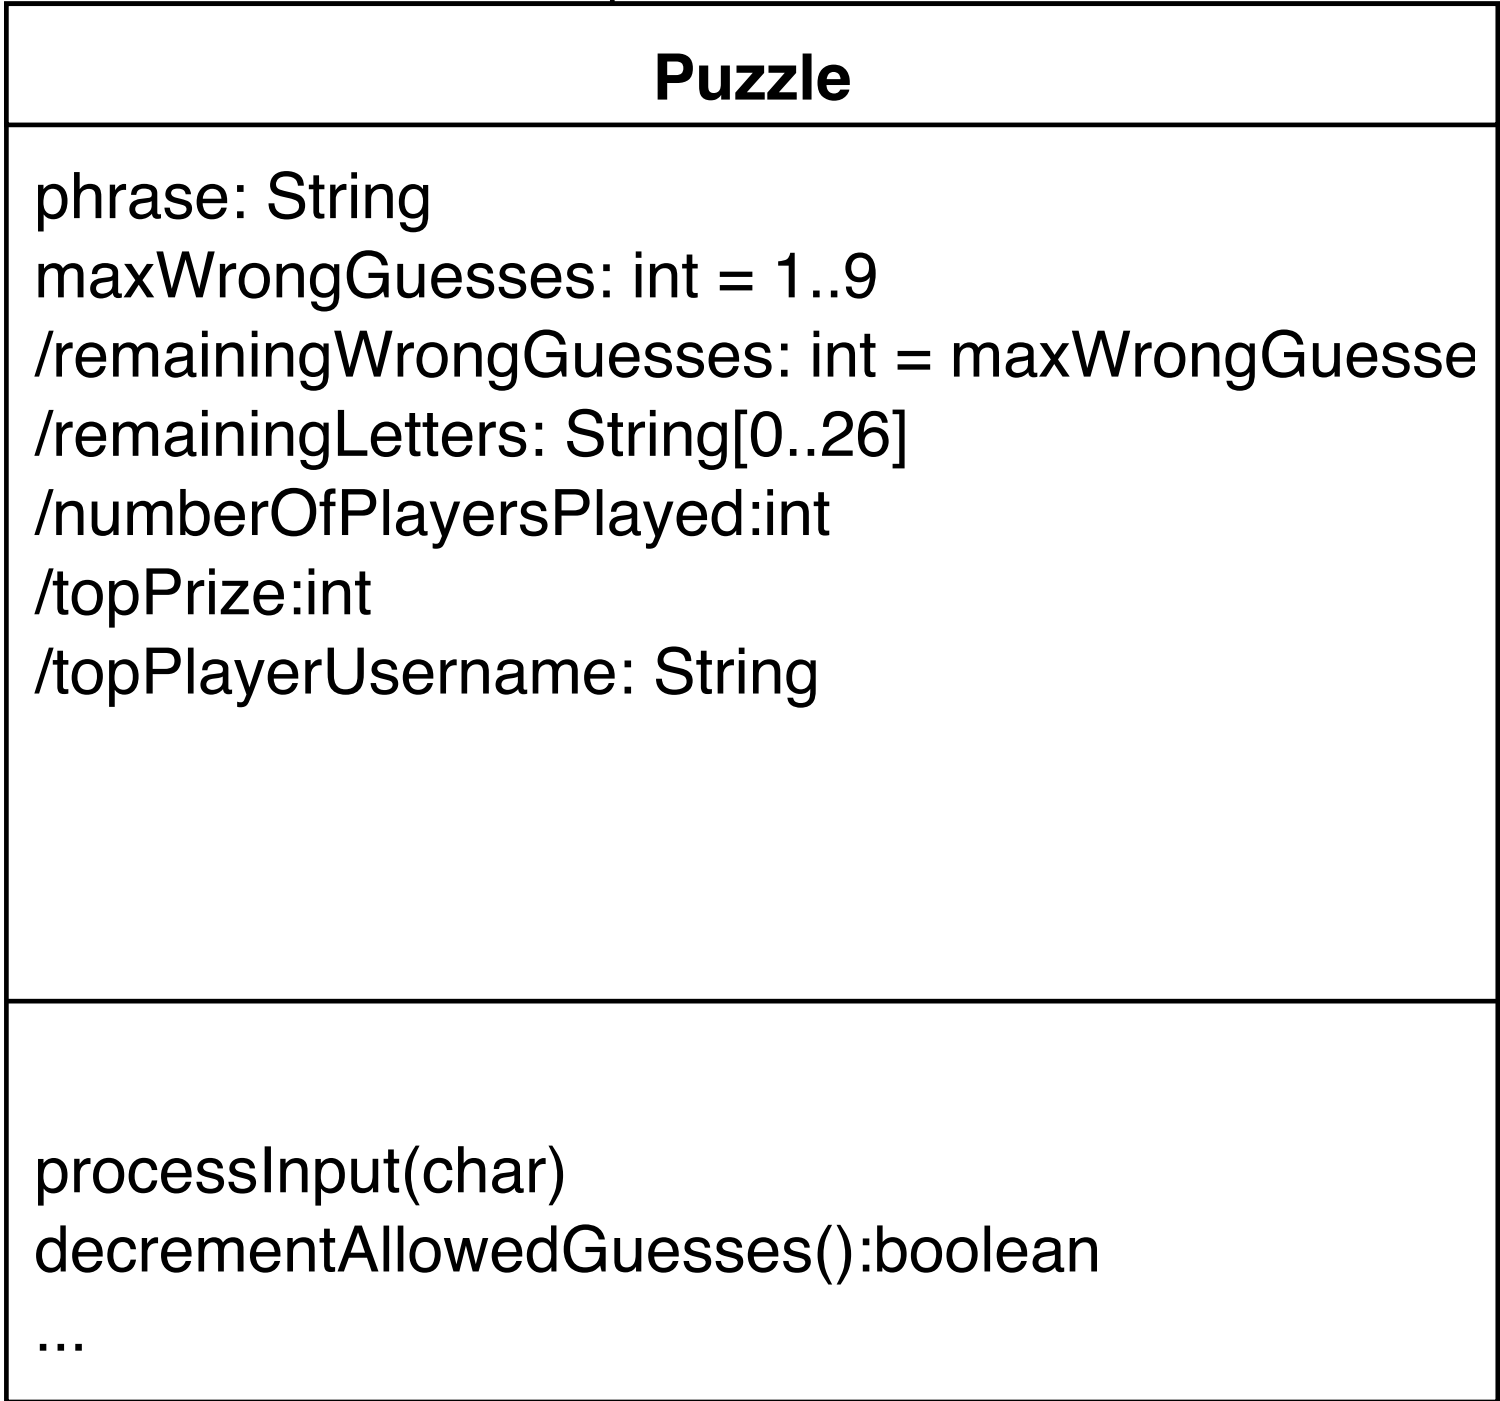 Puzzle
phrase: String
maxWrongGuesses: int = 1..9
/remainingWrongGuesses: int = maxWrongGuesse
/remainingLetters: String[0..26]
/numberOfPlayersPlayed:int
/topPrize:int
/topPlayerUsername: String
processInput(char)
decrementAllowedGuesses():boolean
...